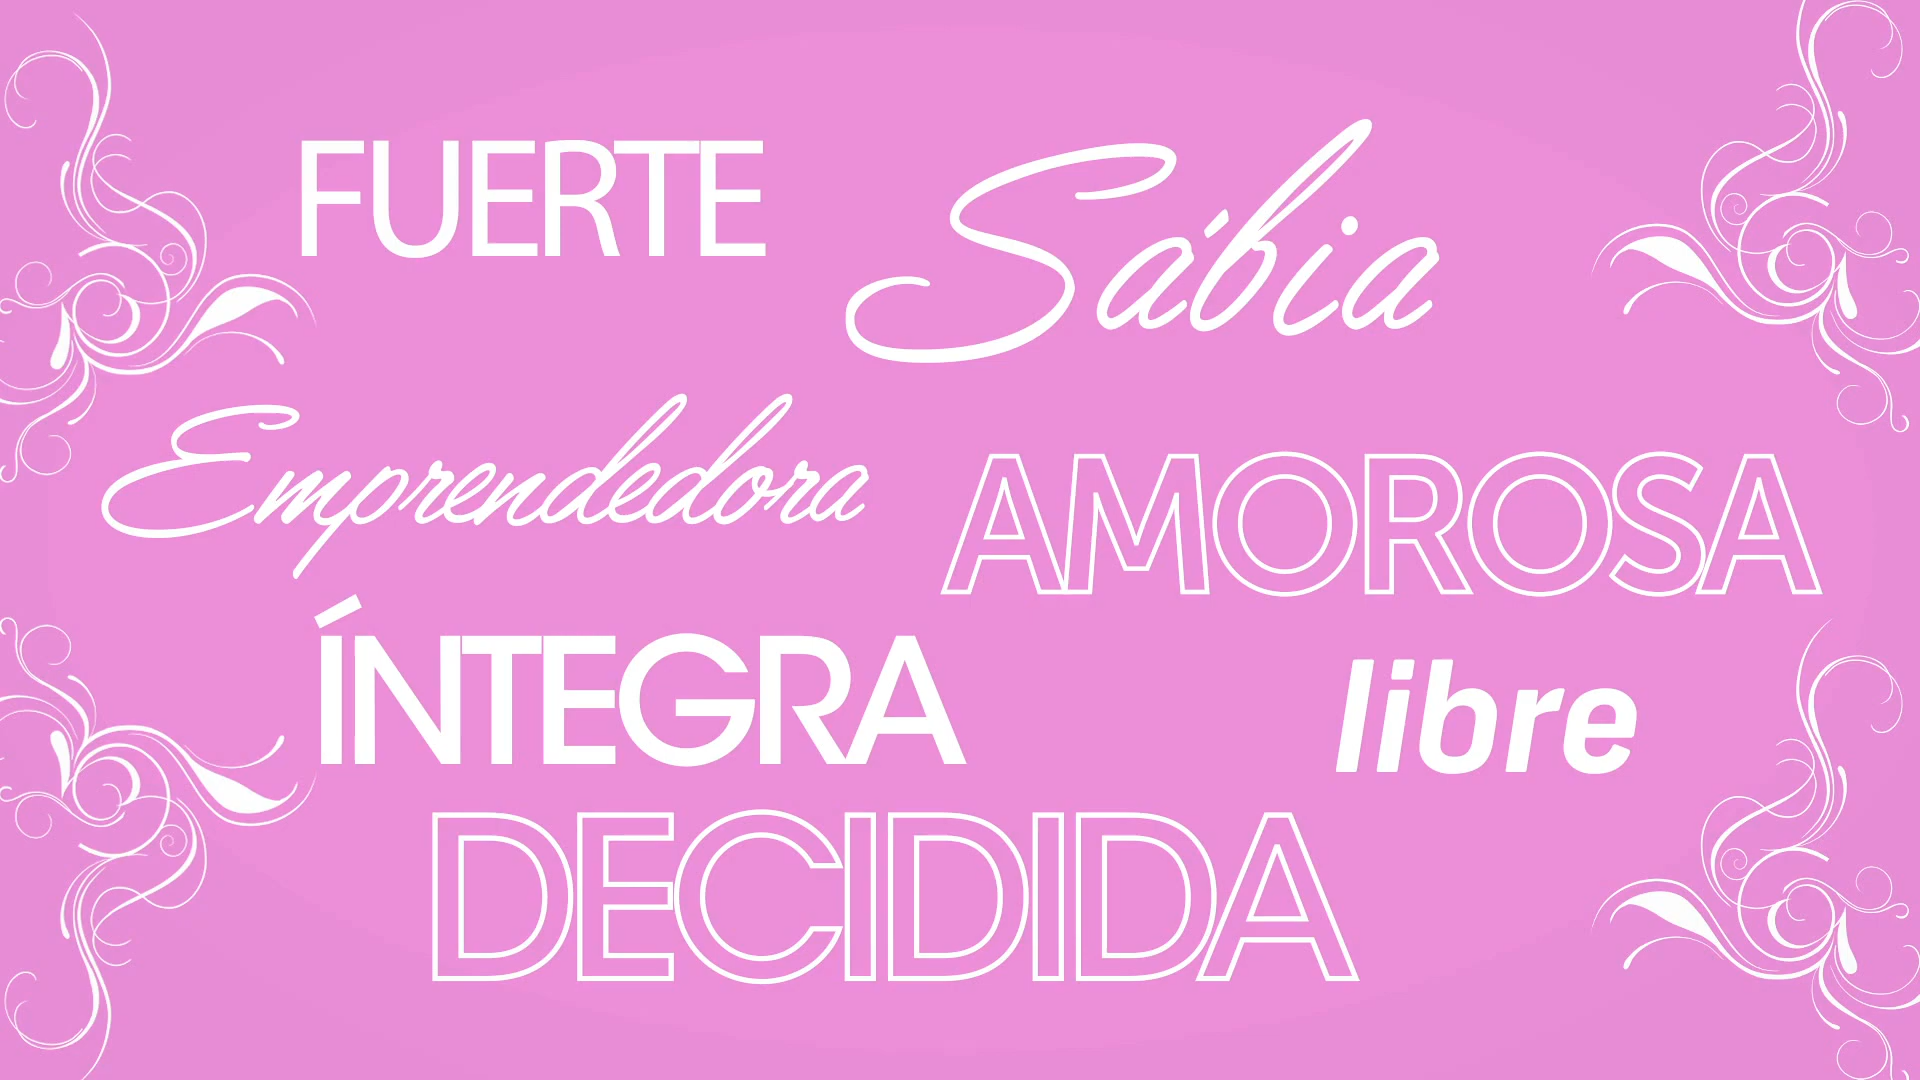 FUERTE
Sábia
Emprendedora
AMOROSA
ÍNTEGRA
libre
DECIDIDA